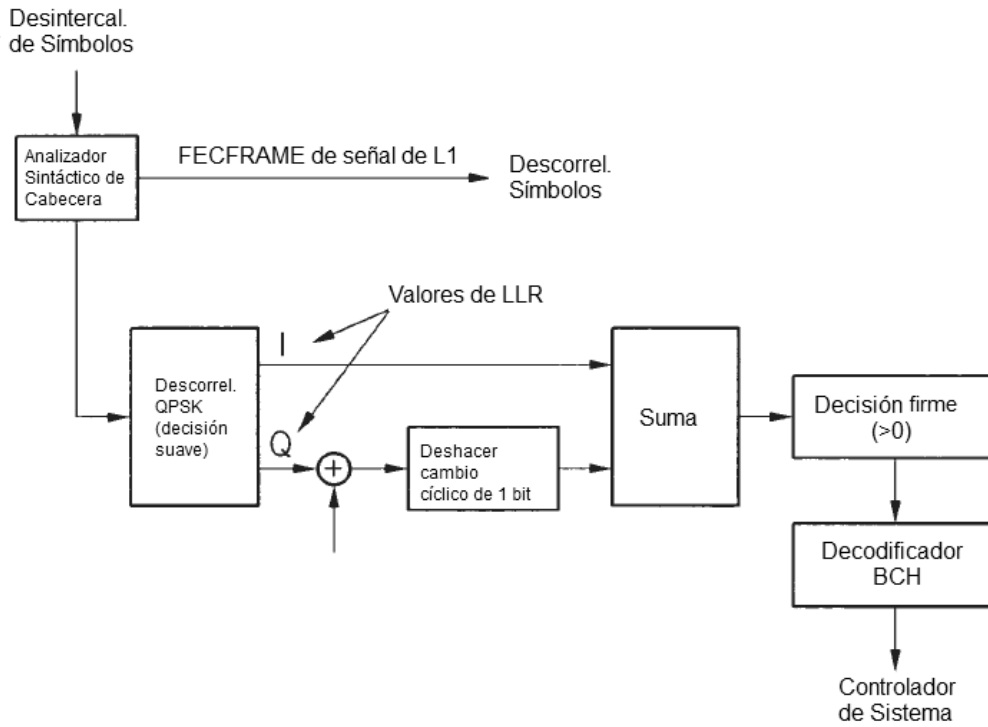 Desintercal.
de Símbolos
Analizador
Sintáctico de
Cabecera
FECFRAME de señal de L1
Descorrel.
Símbolos
Valores de LLR
I
Descorrel.
QPSK
(decisión
suave)
Q
+
Deshacer
cambio
cíclico de 1 bit
Suma
Decisión firme
(>0)
Decodificador
BCH
Controlador
de Sistema